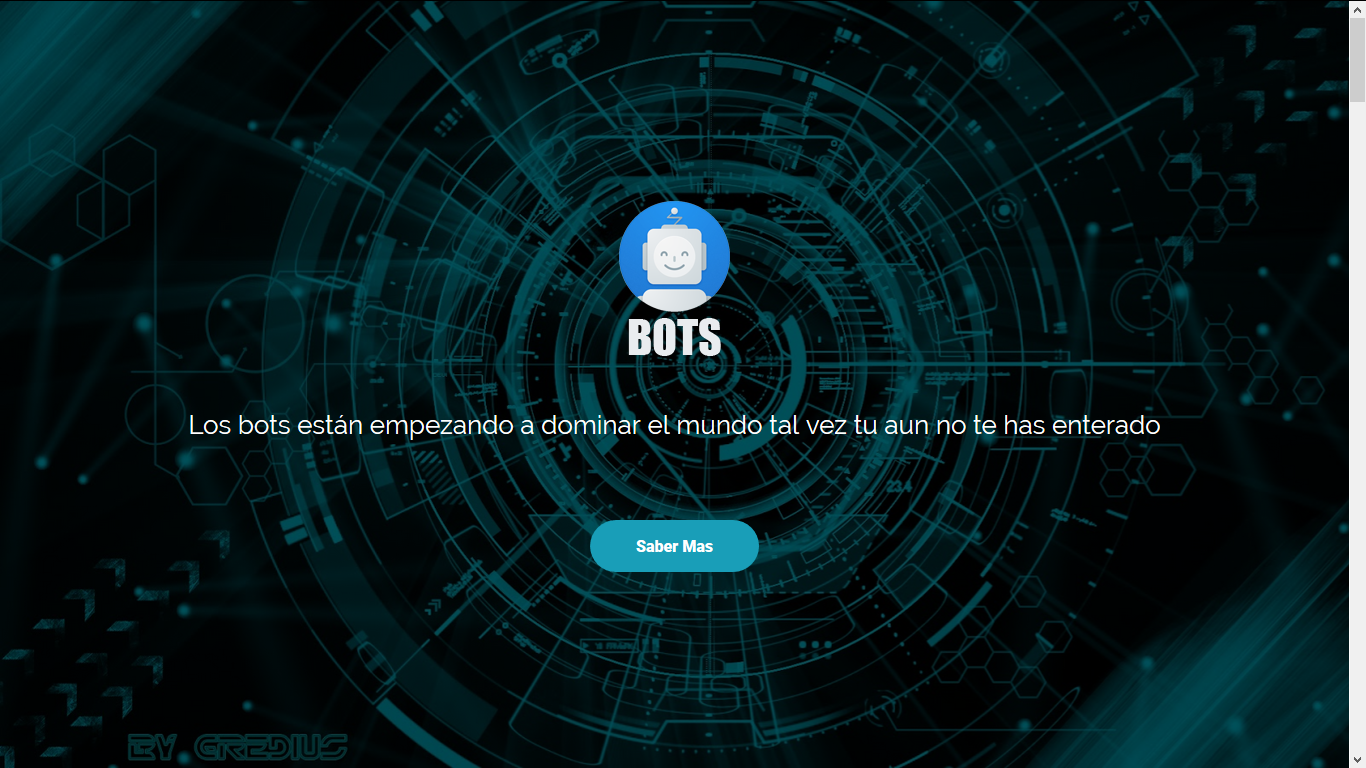 BOTS
Los bots están empezando a dominar el mundo tal vez tu aun no te has enterado
234
Saber Mas
BY GREDIUS